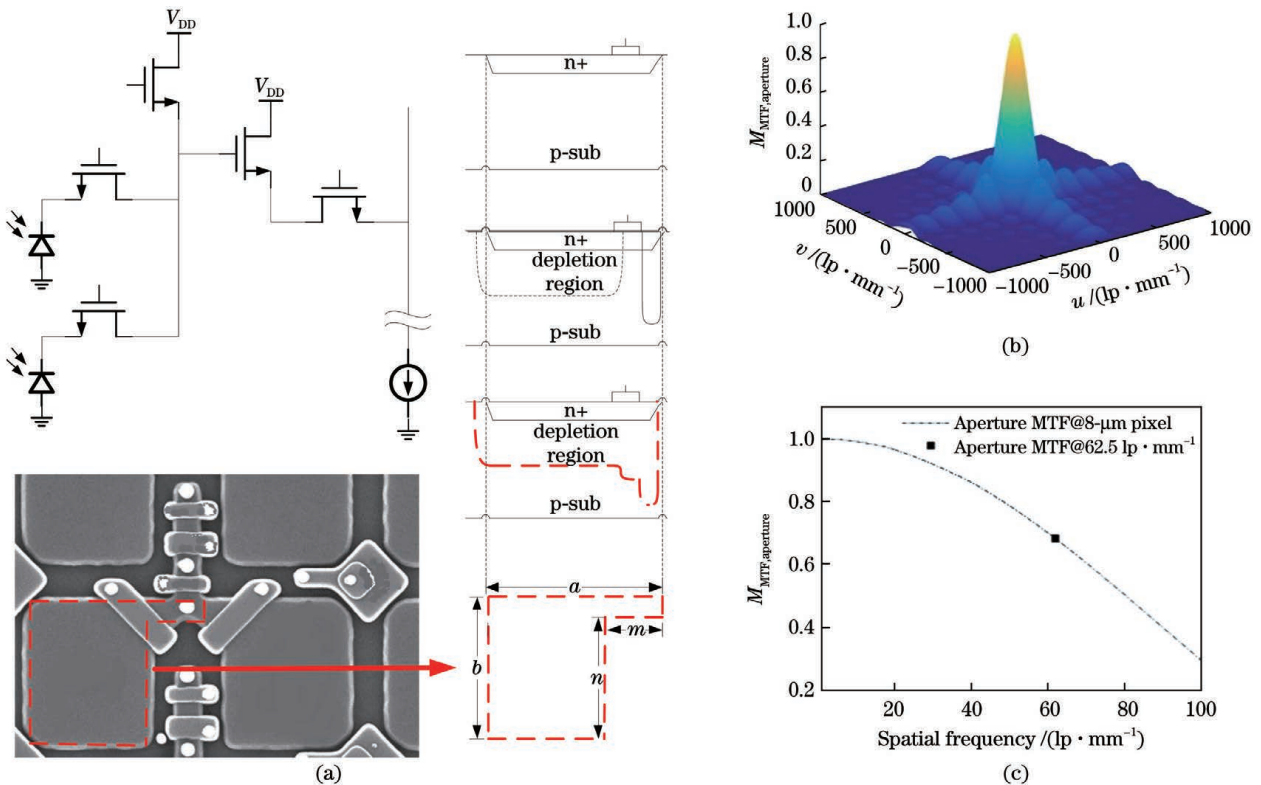 V_DD
V_DD
n+
p-sub
n+
depletion
region
p-sub
n+
depletion
region
p-sub
a
b
m
n
(a)
M_MTF,aperture
1.0
0.8
0.6
0.4
0.2
0
1000
500
0
−500
−1000
v/(lp·mm⁻¹)
−1000
−500
0
500
1000
u/(lp·mm⁻¹)
(b)
Aperture MTF@8-μm pixel
Aperture MTF@62.5 lp·mm⁻¹
M_MTF,aperture
1.0
0.8
0.6
0.4
0.2
0 20 40 60 80 100
Spatial frequency /(lp·mm⁻¹)
(c)